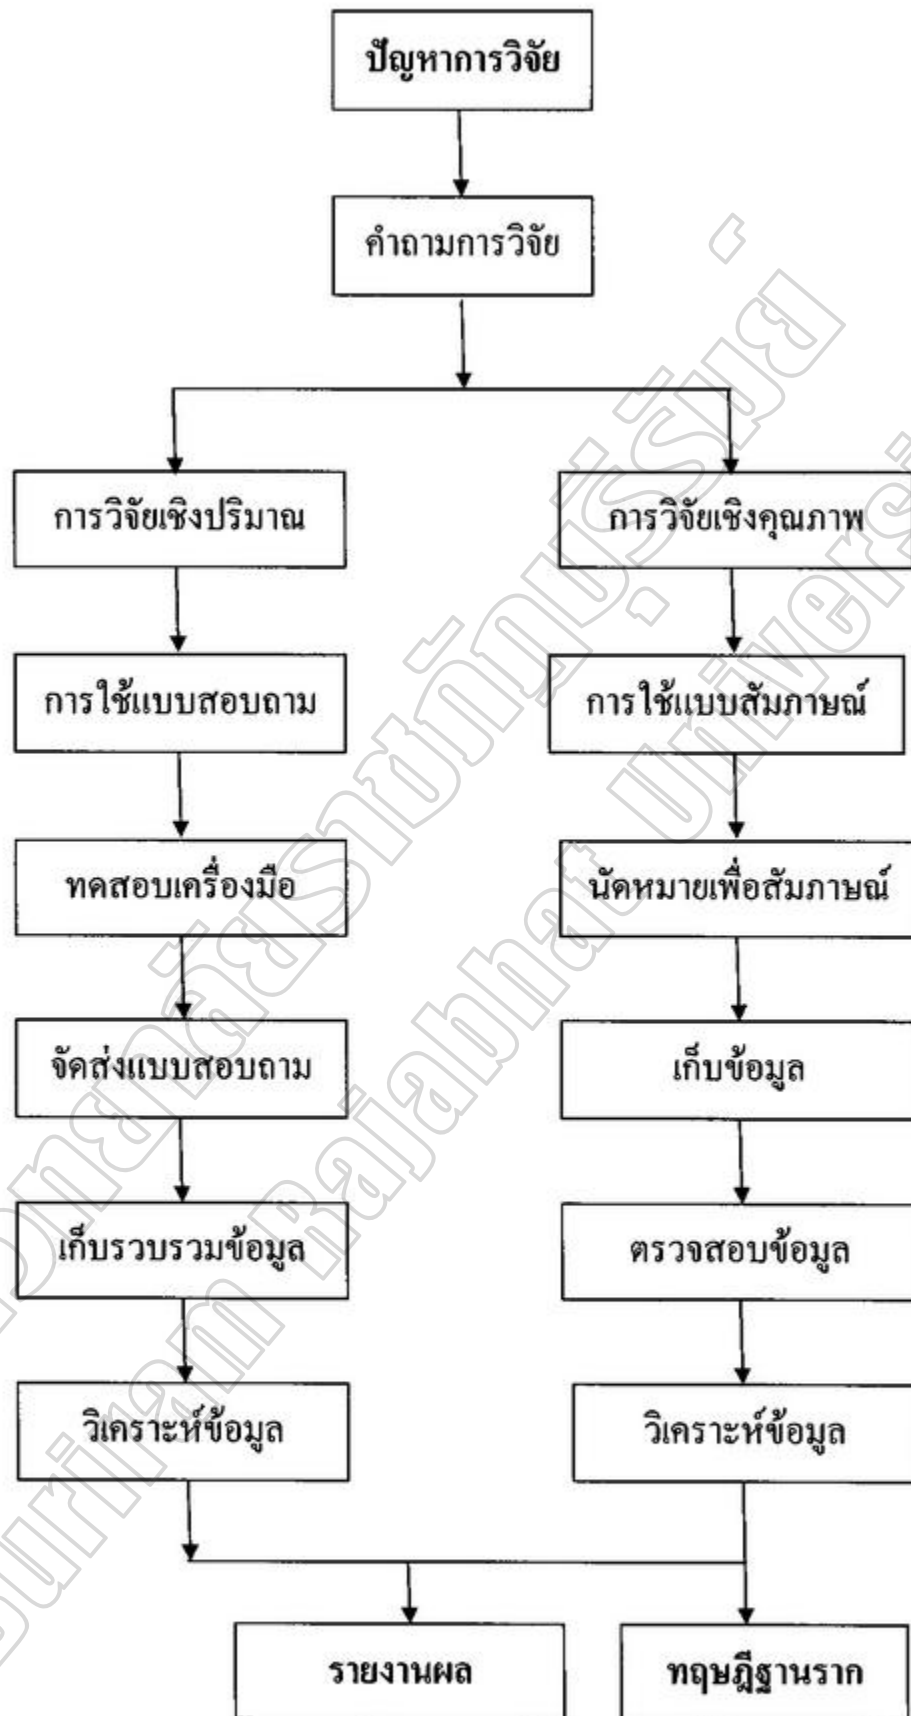 ปัญหาการวิจัย
คำถามการวิจัย
การวิจัยเชิงปริมาณ
การวิจัยเชิงคุณภาพ
การใช้แบบสอบถาม
การใช้แบบสัมภาษณ์
ทดสอบเครื่องมือ
นัดหมายเพื่อสัมภาษณ์
จัดส่งแบบสอบถาม
เก็บข้อมูล
เก็บรวบรวมข้อมูล
ตรวจสอบข้อมูล
วิเคราะห์ข้อมูล
วิเคราะห์ข้อมูล
รายงานผล
ทฤษฎีฐานราก
Buriram Rajabhat Universi